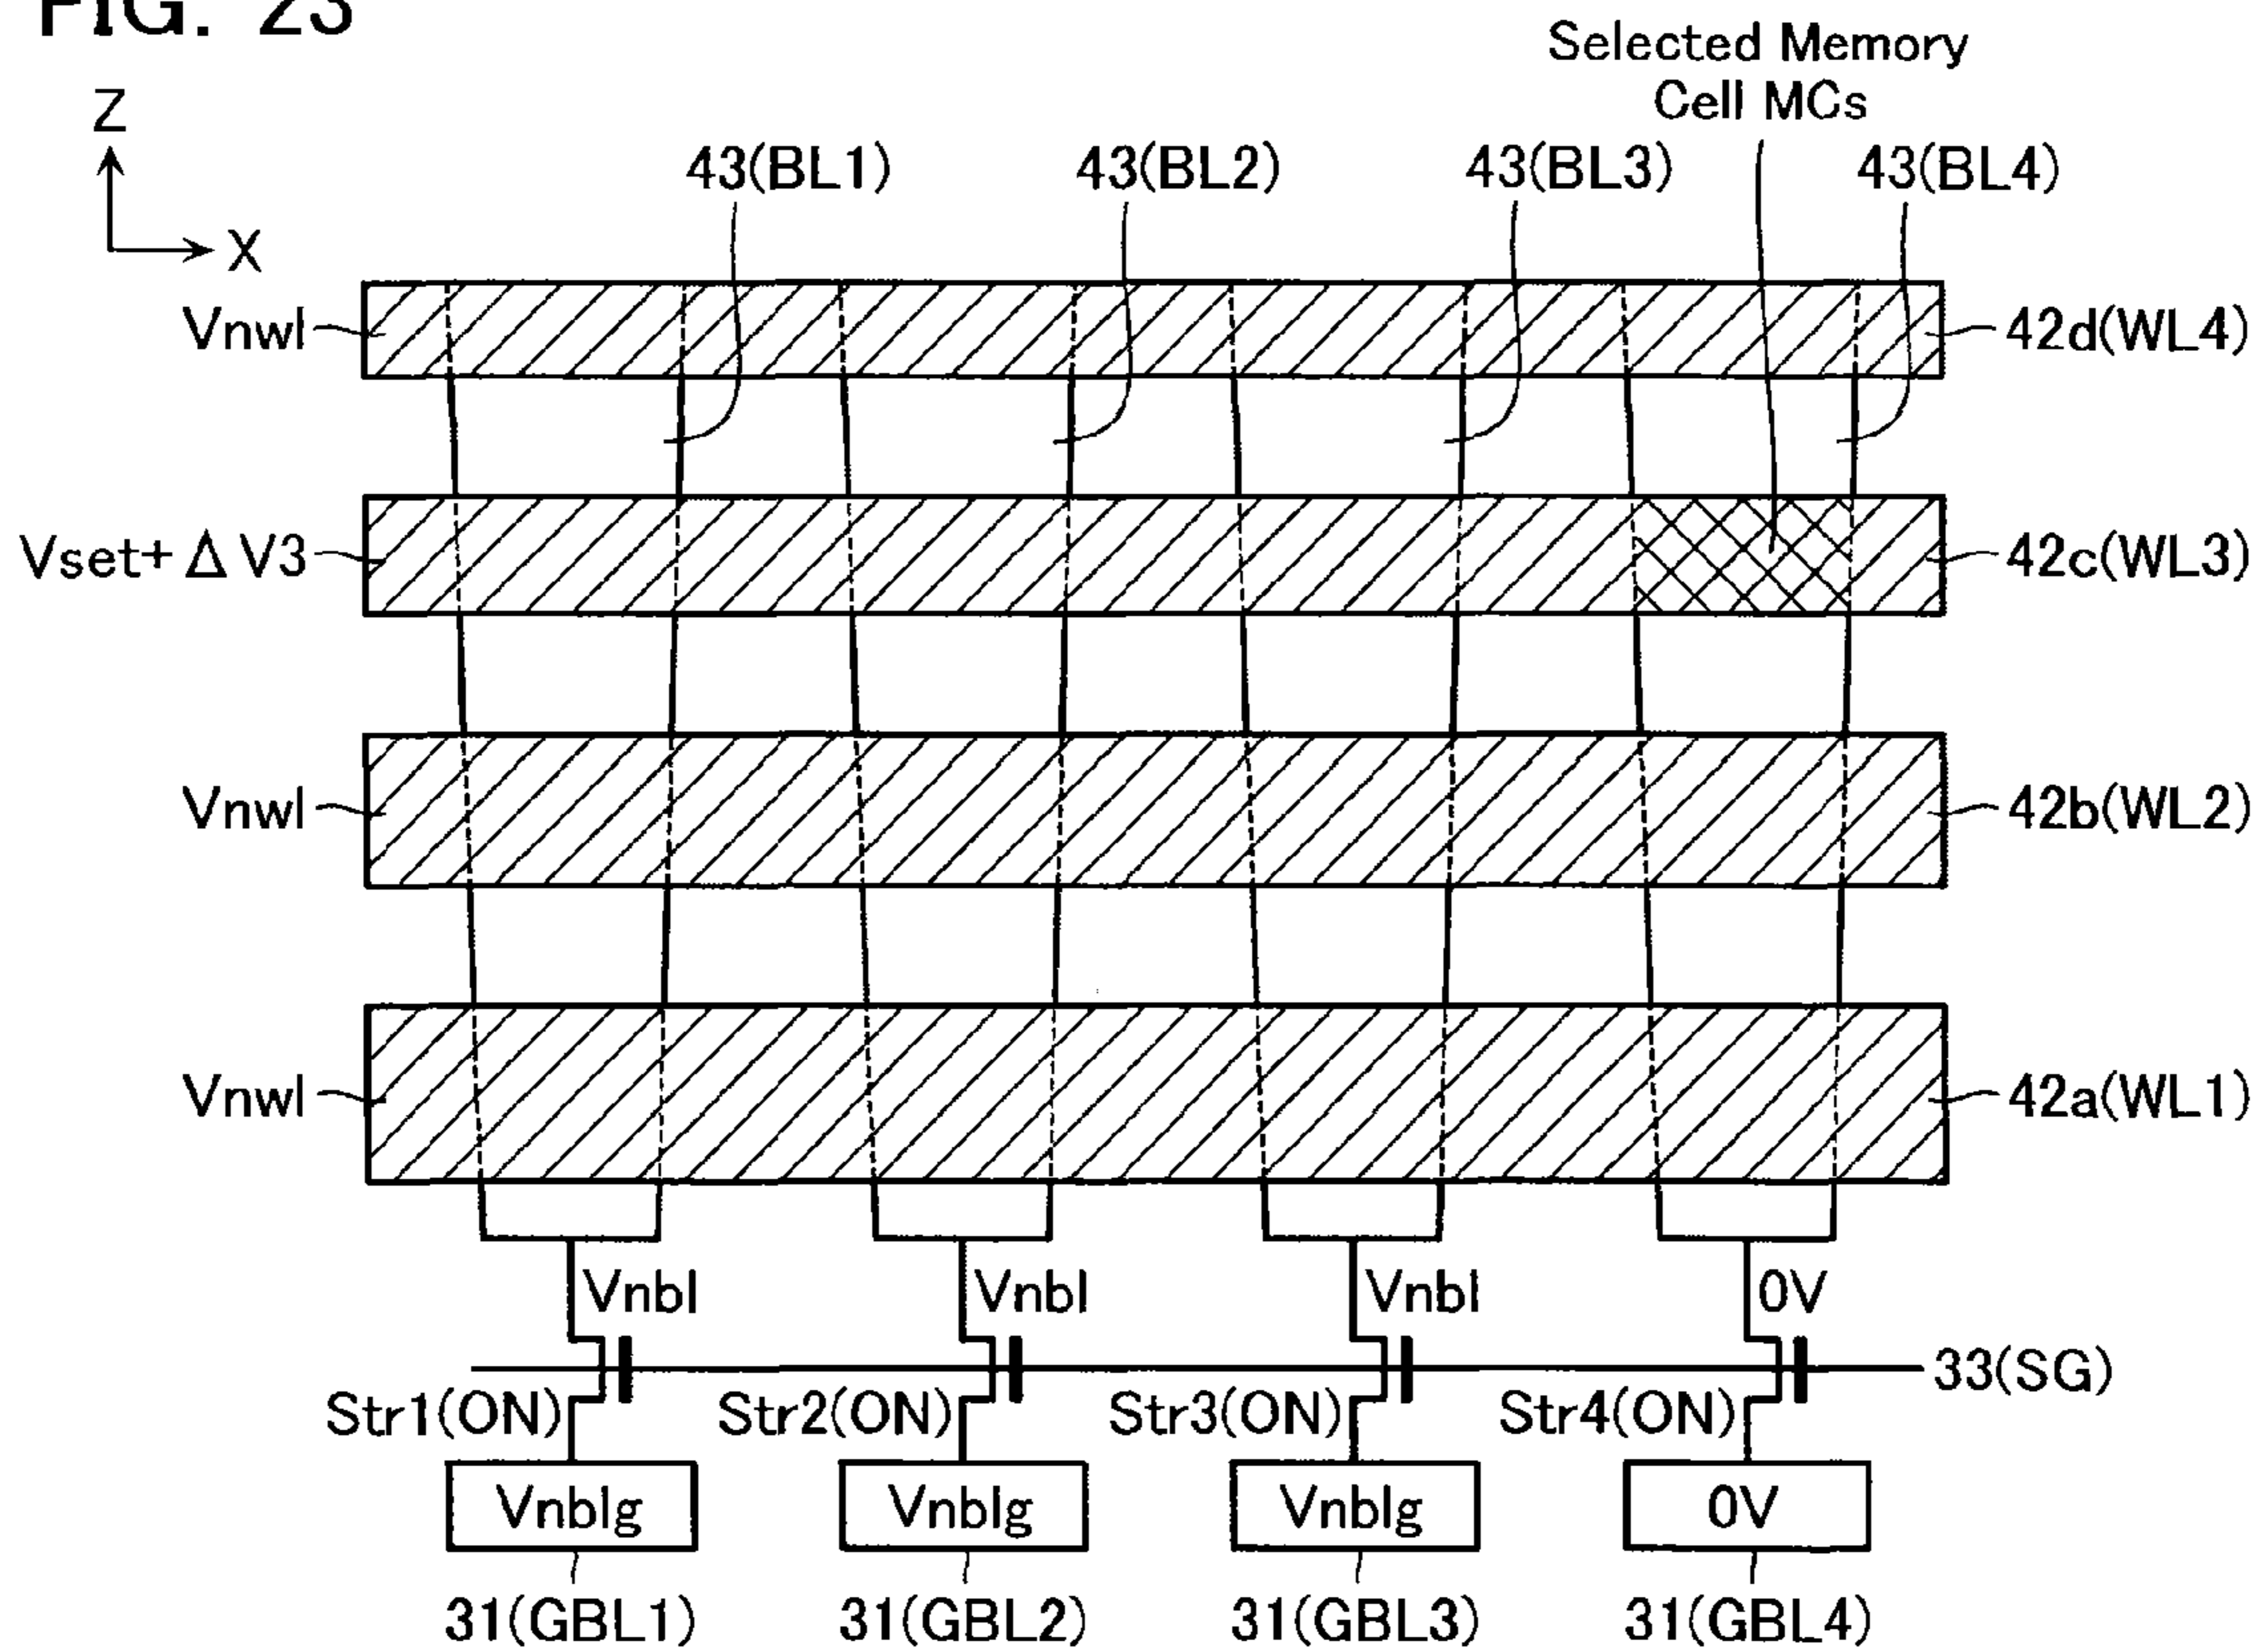 FIG. 23
Selected Memory
Cell MCs
Z
X
43(BL1)
43(BL2)
43(BL3)
43(BL4)
Vnwl
42d(WL4)
Vset+ΔV3
42c(WL3)
Vnwl
42b(WL2)
Vnwl
42a(WL1)
Vnbl
Vnbl
Vnbl
0V
33(SG)
Str1(ON)
Str2(ON)
Str3(ON)
Str4(ON)
Vnblg
Vnblg
Vnblg
0V
31(GBL1)
31(GBL2)
31(GBL3)
31(GBL4)